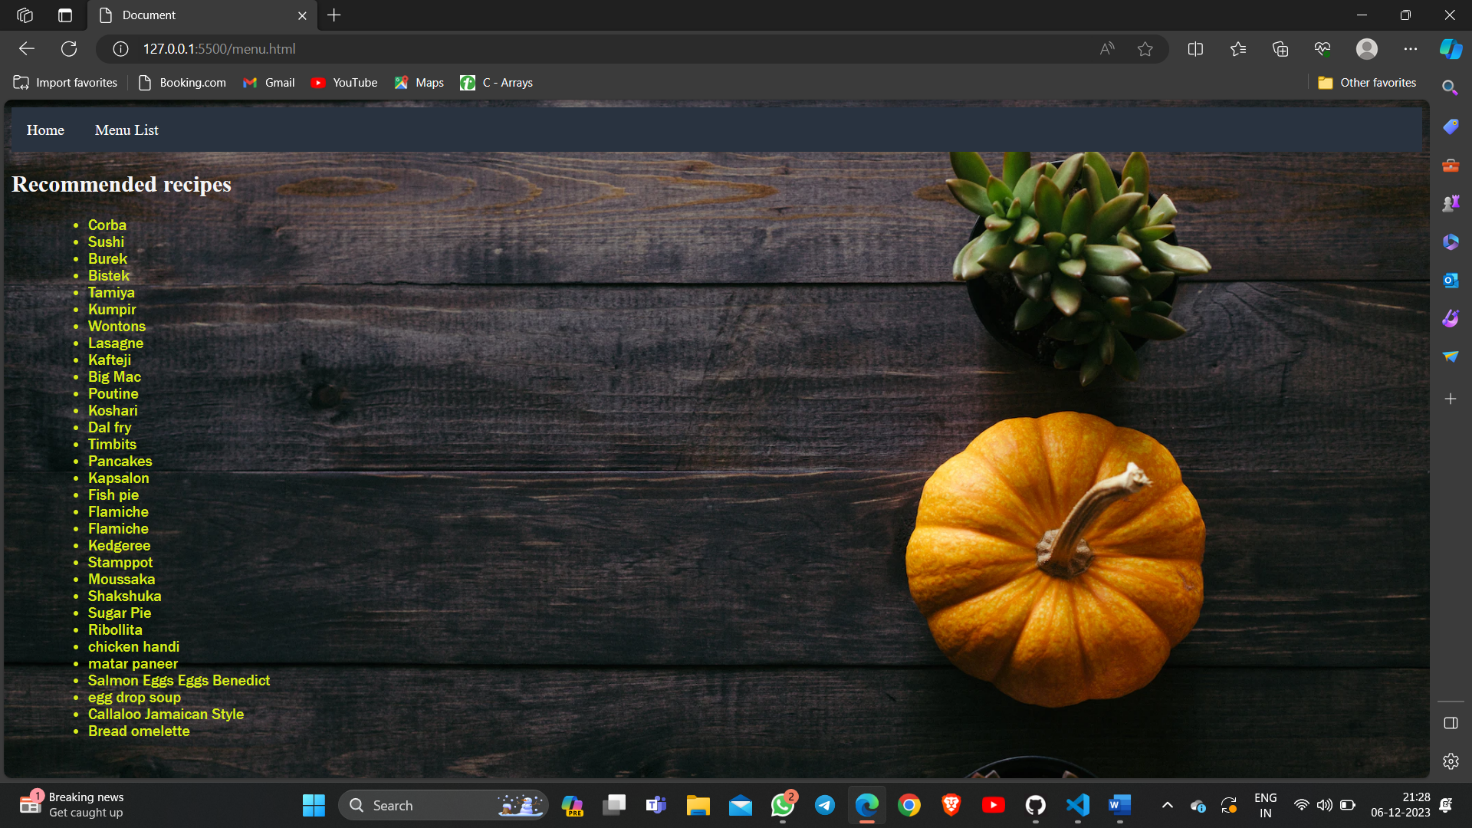 Document
127.0.0.1:5500/menu.html
Import favorites
Booking.com
Gmail
YouTube
Maps
C - Arrays
Other favorites
Home
Menu List
Recommended recipes
Corba
Sushi
Burek
Bistek
Tamiya
Kumpir
Wontons
Lasagne
Kafteji
Big Mac
Poutine
Koshari
Dal fry
Timbits
Pancakes
Kapsalon
Fish pie
Flamiche
Flamiche
Kedgeree
Stamppot
Moussaka
Shakshuka
Sugar Pie
Ribollita
chicken handi
matar paneer
Salmon Eggs Eggs Benedict
egg drop soup
Callaloo Jamaican Style
Bread omelette
1
Breaking news
Get caught up
Search
PRE
2
ENG
IN
21:28
06-12-2023